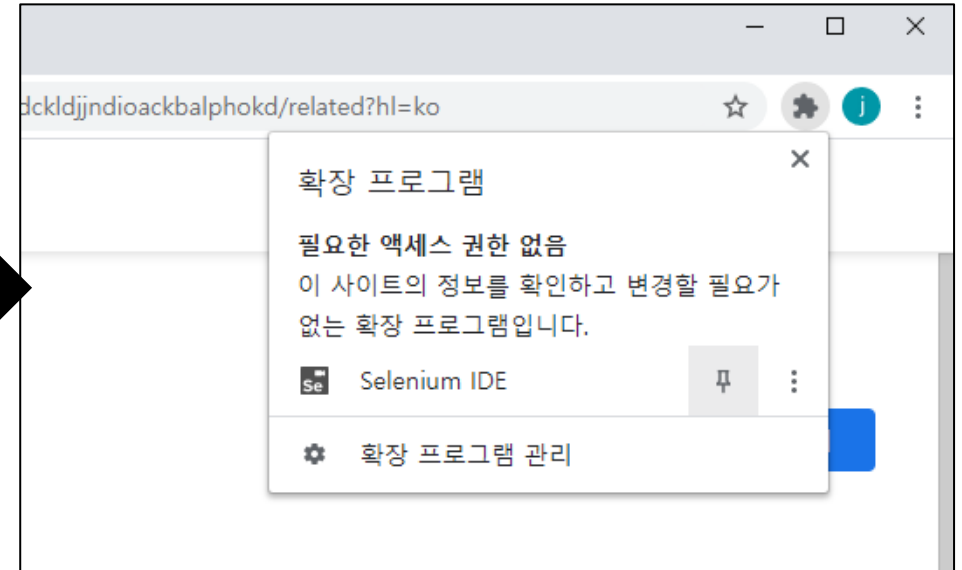 dckldjjndioackbalphokd/related?hl=ko
j
확장 프로그램
필요한 액세스 권한 없음
이 사이트의 정보를 확인하고 변경할 필요가
없는 확장 프로그램입니다.
Se Selenium IDE
확장 프로그램 관리